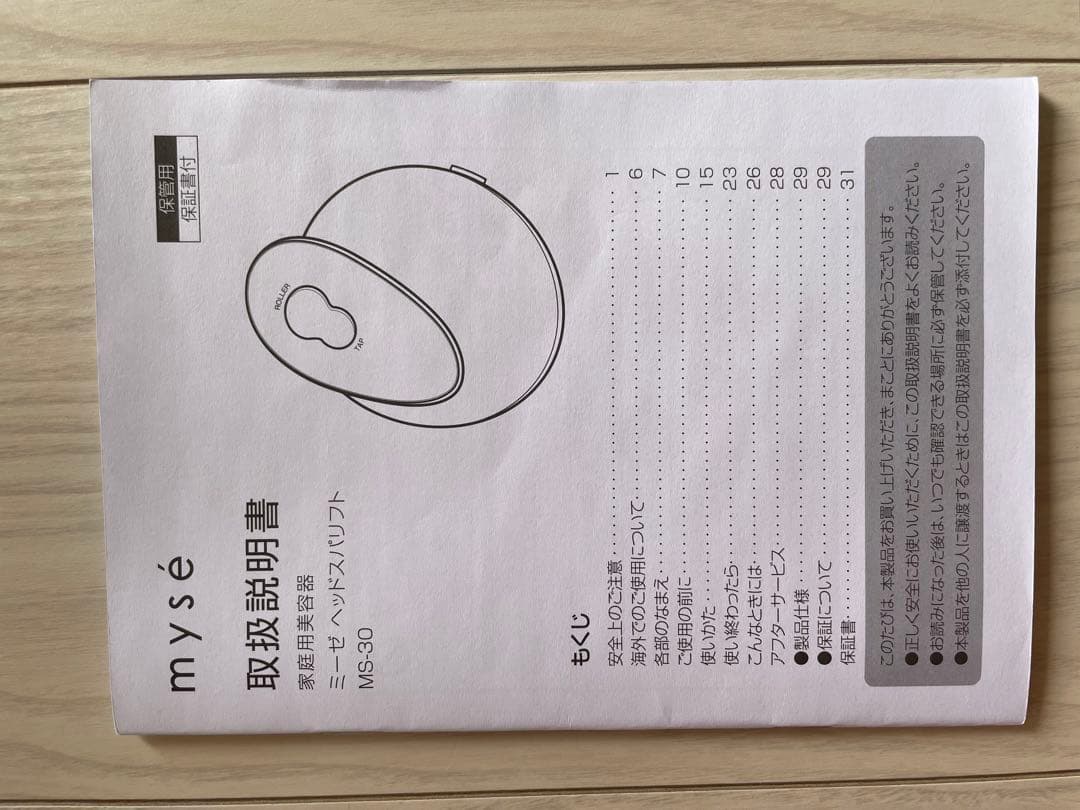 保管用
保証書付
mysé
取扱説明書
家庭用美容器
ミーゼ ヘッドスパリフト
MS-30
ROLLER
TAP
もくじ
安全上のご注意 1
海外でのご使用について 6
各部のなまえ 7
ご使用の前に 10
使いかた 15
使い終わったら 23
こんなときには 26
アフターサービス 28
●製品仕様 29
●保証について 29
保証書 31
このたびは、本製品をお買い上げいただき、まことにありがとうございます。
●正しく安全にお使いいただくために、この取扱説明書をよくお読みください。
●お読みになった後は、いつでも確認できる場所に必ず保管してください。
●本製品を他の人に譲渡するときはこの取扱説明書を必ず添付してください。